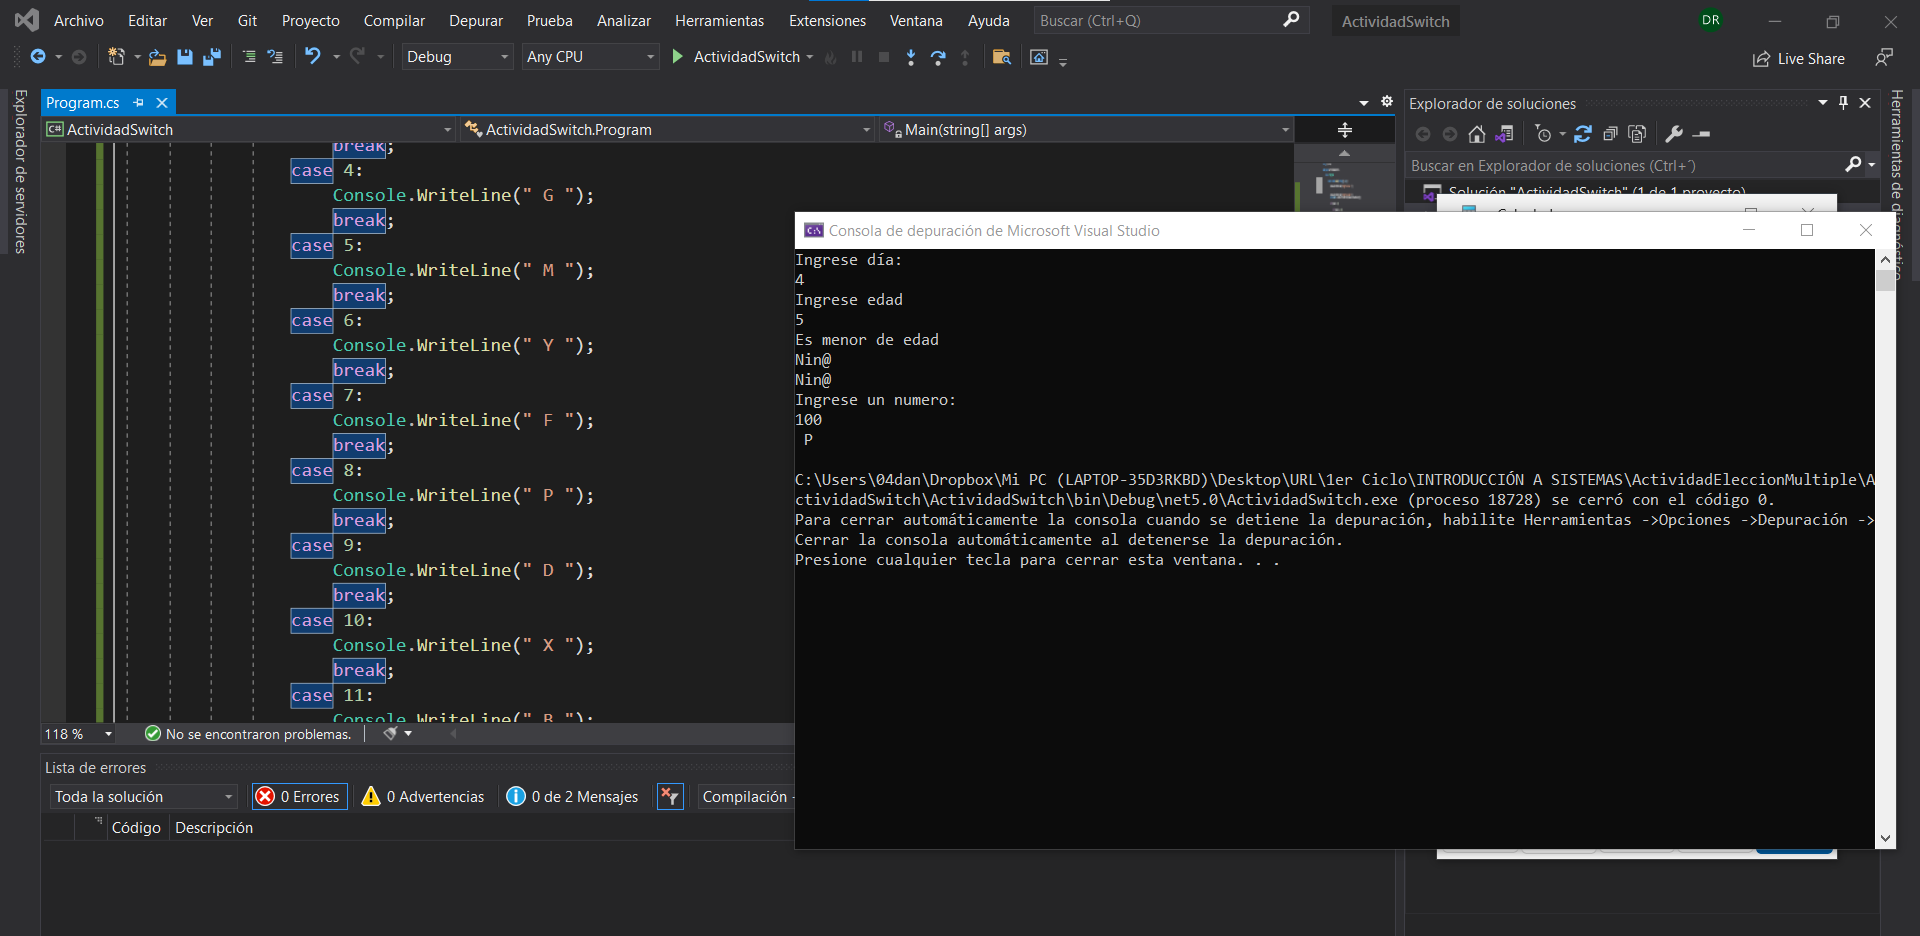 Archivo Editar Ver Git Proyecto Compilar Depurar Prueba Analizar Herramientas Extensiones Ventana Ayuda Buscar (Ctrl+Q) ActividadSwitch DR
Debug Any CPU ActividadSwitch Live Share
Explorador de servidores
Program.cs
ActividadSwitch ActividadSwitch.Program Main(string[] args)
break;
case 4:
Console.WriteLine(" G ");
break;
case 5:
Console.WriteLine(" M ");
break;
case 6:
Console.WriteLine(" Y ");
break;
case 7:
Console.WriteLine(" F ");
break;
case 8:
Console.WriteLine(" P ");
break;
case 9:
Console.WriteLine(" D ");
break;
case 10:
Console.WriteLine(" X ");
break;
case 11:
Console.WriteLine(" B ");
118 % No se encontraron problemas.
Lista de errores
Toda la solución 0 Errores 0 Advertencias 0 de 2 Mensajes Compilación
Código Descripción
Explorador de soluciones
Buscar en Explorador de soluciones (Ctrl+´)
Solución "ActividadSwitch" (1 de 1 proyecto)
Herramientas de diagnóstico
Consola de depuración de Microsoft Visual Studio
Ingrese día:
4
Ingrese edad
5
Es menor de edad
Nin@
Nin@
Ingrese un numero:
100
P
C:\Users\04dan\Dropbox\Mi PC (LAPTOP-35D3RKBD)\Desktop\URL\1er Ciclo\INTRODUCCIÓN A SISTEMAS\ActividadEleccionMultiple\A
ctividadSwitch\ActividadSwitch\bin\Debug\net5.0\ActividadSwitch.exe (proceso 18728) se cerró con el código 0.
Para cerrar automáticamente la consola cuando se detiene la depuración, habilite Herramientas ->Opciones ->Depuración ->
Cerrar la consola automáticamente al detenerse la depuración.
Presione cualquier tecla para cerrar esta ventana. . .